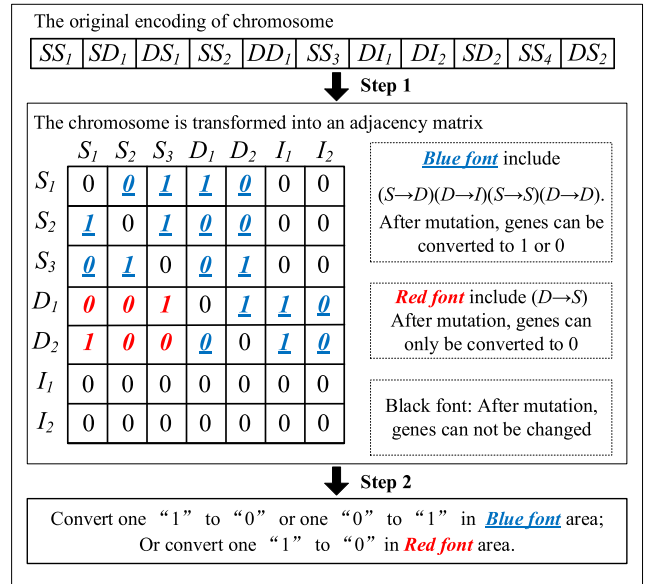 The original encoding of chromosome
SS1 SD1 DS1 SS2 DD1 SS3 DI1 DI2 SD2 SS4 DS2
Step 1
The chromosome is transformed into an adjacency matrix
S1 S2 S3 D1 D2 I1 I2
S1 0 0 1 1 0 0 0
S2 1 0 1 0 0 0 0
S3 0 1 0 0 1 0 0
D1 0 0 1 0 1 1 0
D2 1 0 0 0 0 1 0
I1 0 0 0 0 0 0 0
I2 0 0 0 0 0 0 0
Blue font include
(S→D)(D→I)(S→S)(D→D).
After mutation, genes can be
converted to 1 or 0
Red font include (D→S)
After mutation, genes can
only be converted to 0
Black font: After mutation,
genes can not be changed
Step 2
Convert one “1” to “0” or one “0” to “1” in Blue font area;
Or convert one “1” to “0” in Red font area.